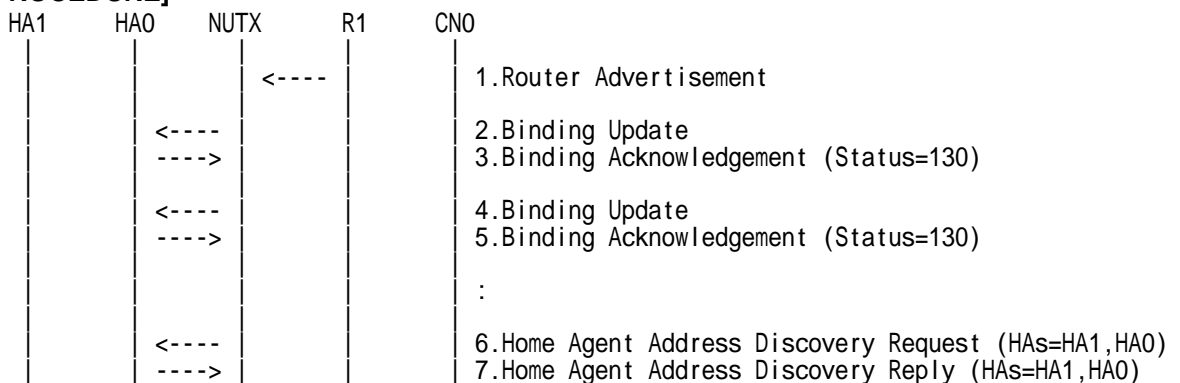 HA1 HA0 NUTX R1 CN0
<---- 1.Router Advertisement
<---- 2.Binding Update
----> 3.Binding Acknowledgement (Status=130)
<---- 4.Binding Update
----> 5.Binding Acknowledgement (Status=130)
:
<---- 6.Home Agent Address Discovery Request (HAs=HA1,HA0)
----> 7.Home Agent Address Discovery Reply (HAs=HA1,HA0)